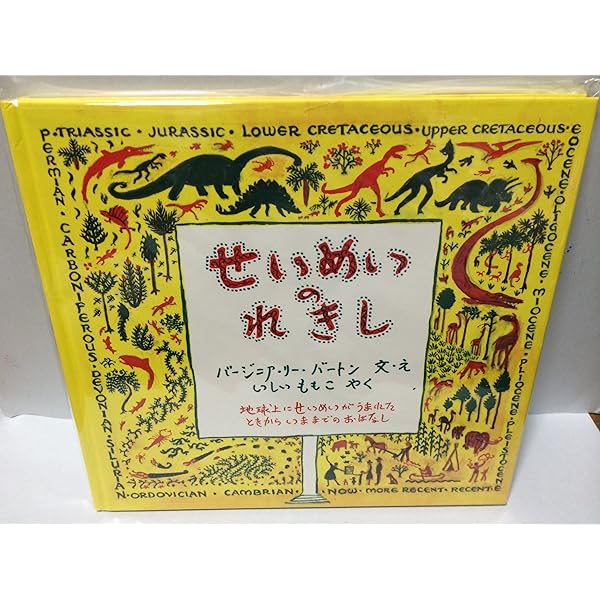 P·TRIASSIC · JURASSIC · LOWER CRETACEOUS · UPPER CRETACEOUS·
EOCENE·OLIGOCENE·MIOCENE·PLIOCENE·PLEISTOCENE
せいめい
の
れきし
バージニア・リー・バートン 文・え
いしい ももこ やく
地球上にせいめいがうまれた
ときから いままでの おはなし
ERMIAN · CARBONIFEROUS·DEVONIAN·SILURIAN
·ORDOVICIAN · CAMBRIAN · NOW · MORE RECENT·RECENT·